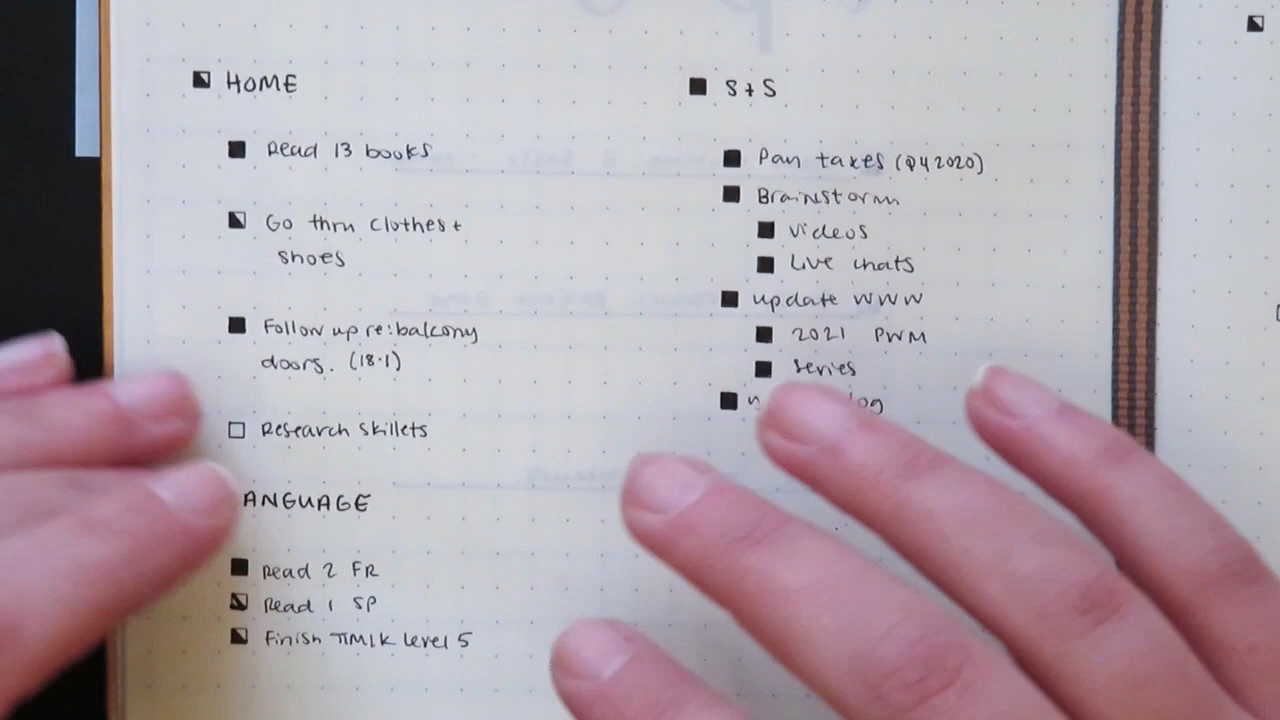 HOME
Read 13 books
Go thru clothes +
shoes
Follow up re: balcony
doors. (18.1)
Research skillets
ANGUAGE
Read 2 FR
Read 1 SP
Finish TTMIK Level 5
S + S
Pan taxes (Q4 2020)
Brainstorm
videos
Live chats
update WWW
2021 PWM
series